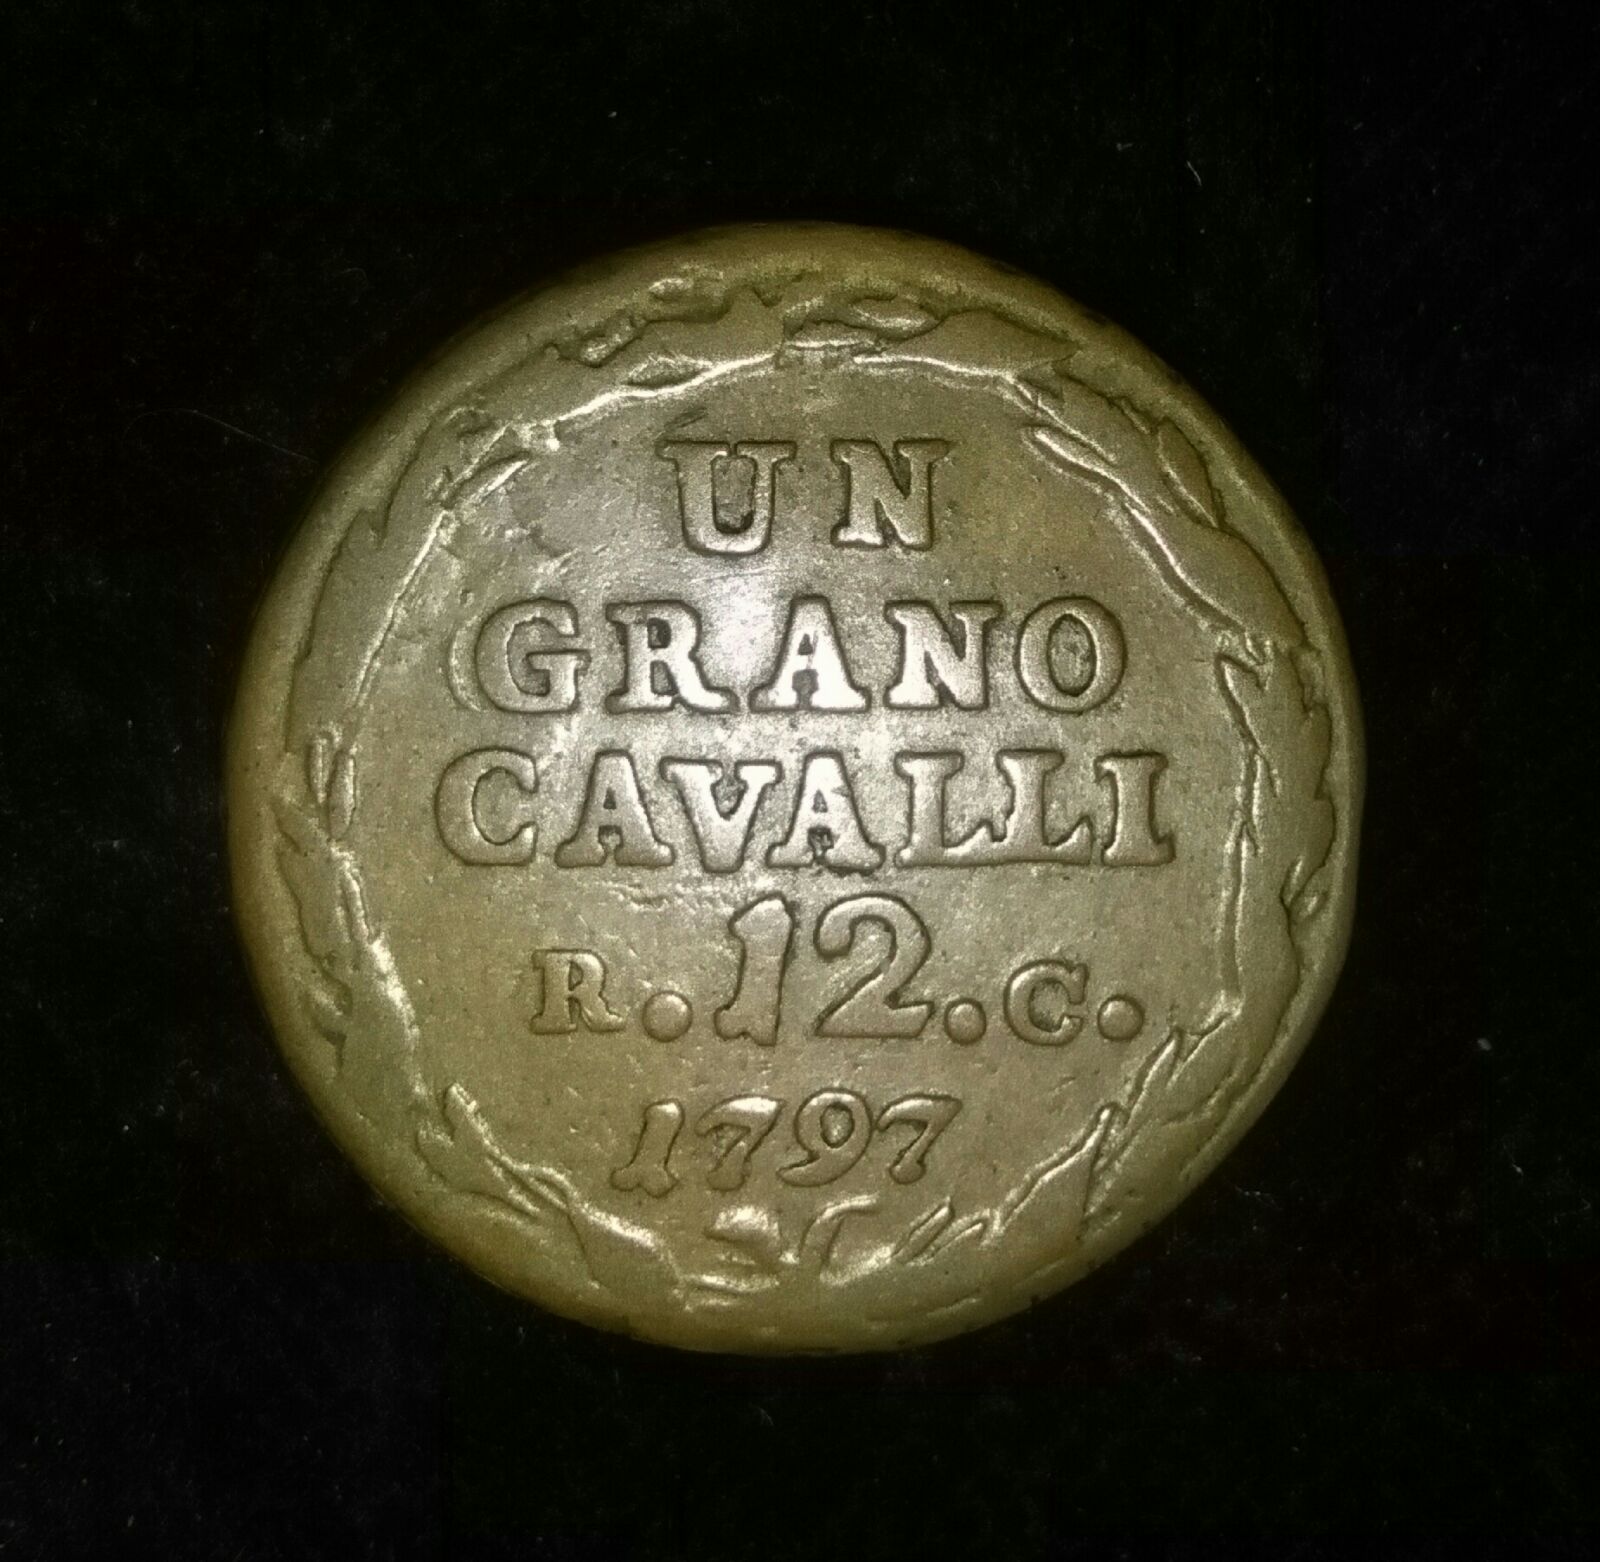 UN
GRANO
CAVALLI
R.12.C.
1797